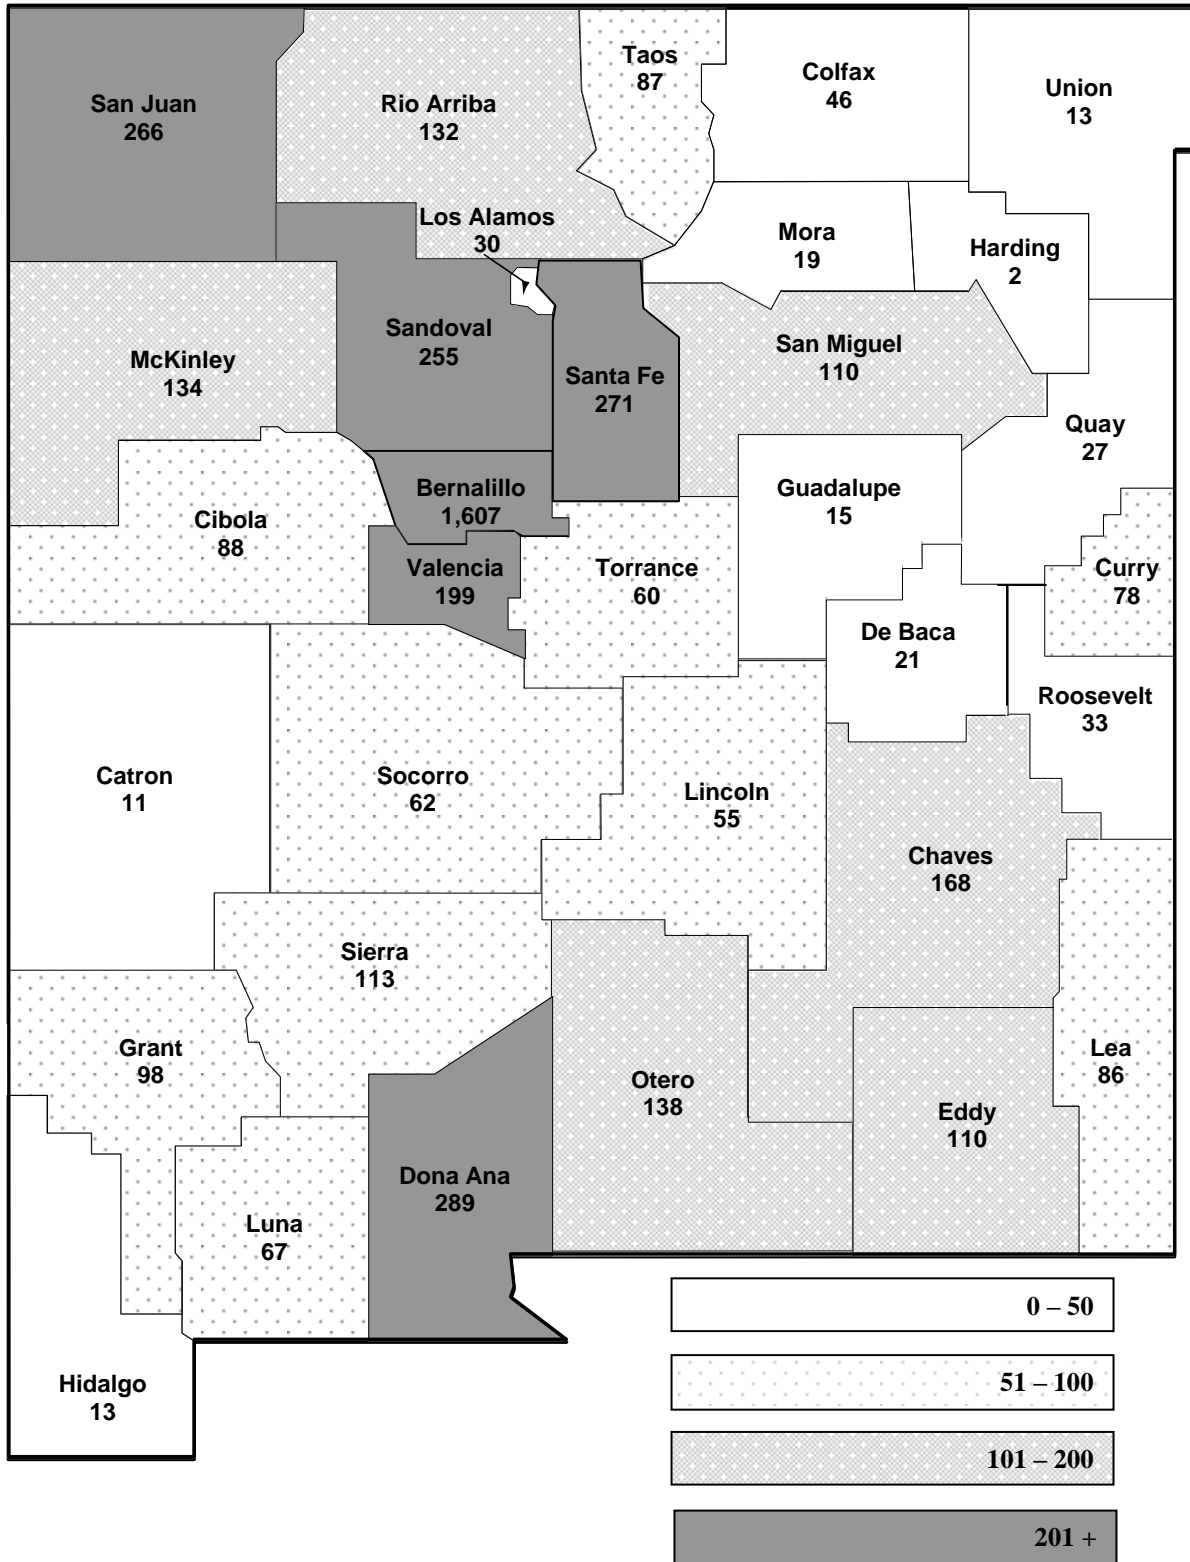 San Juan
266
Rio Arriba
132
Taos
87
Colfax
46
Union
13
Los Alamos
30
Mora
19
Harding
2
McKinley
134
Sandoval
255
Santa Fe
271
San Miguel
110
Quay
27
Cibola
88
Bernalillo
1,607
Guadalupe
15
Valencia
199
Torrance
60
Curry
78
De Baca
21
Roosevelt
33
Catron
11
Socorro
62
Lincoln
55
Chaves
168
Sierra
113
Grant
98
Otero
138
Eddy
110
Lea
86
Dona Ana
289
Luna
67
Hidalgo
13
0 – 50
51 – 100
101 – 200
201 +